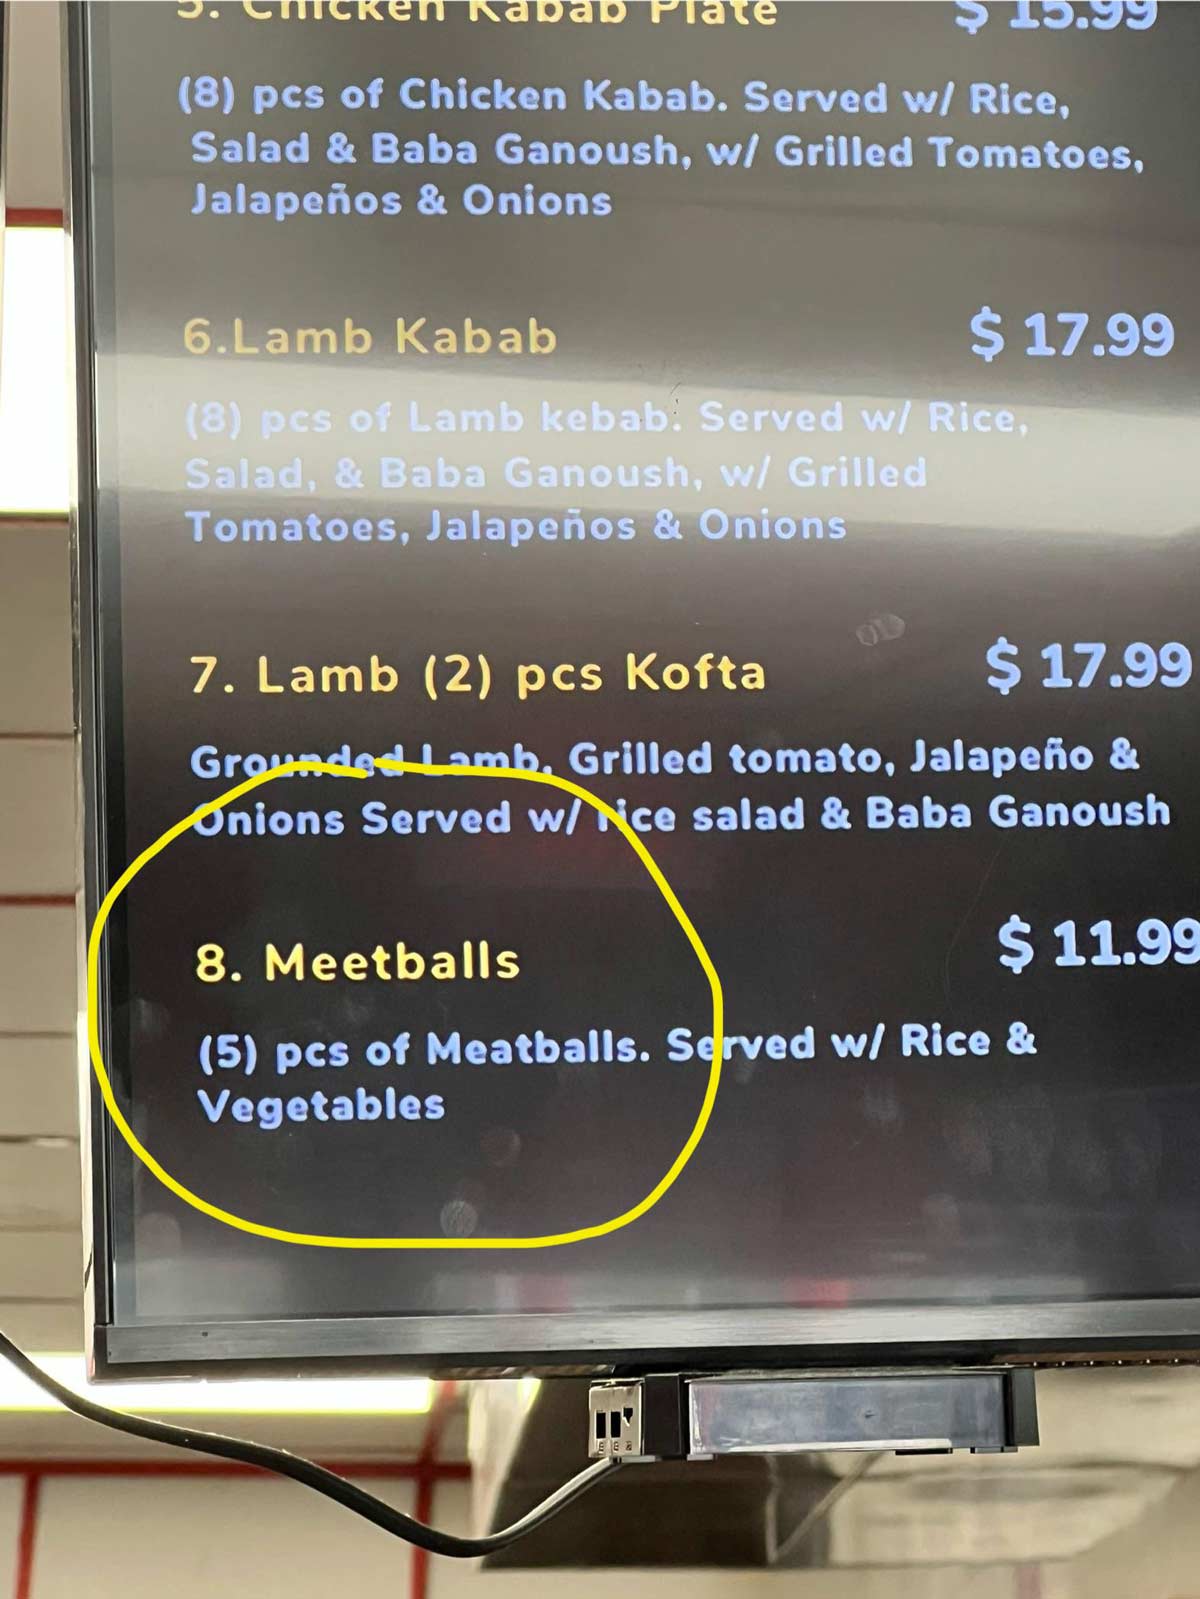 5. Chicken Kabab Plate $ 15.99
(8) pcs of Chicken Kabab. Served w/ Rice,
Salad & Baba Ganoush, w/ Grilled Tomatoes,
Jalapeños & Onions
6.Lamb Kabab $ 17.99
(8) pcs of Lamb kebab. Served w/ Rice,
Salad, & Baba Ganoush, w/ Grilled
Tomatoes, Jalapeños & Onions
7. Lamb (2) pcs Kofta $ 17.99
Grounded Lamb, Grilled tomato, Jalapeño &
Onions Served w/ rice salad & Baba Ganoush
8. Meetballs $ 11.99
(5) pcs of Meatballs. Served w/ Rice &
Vegetables